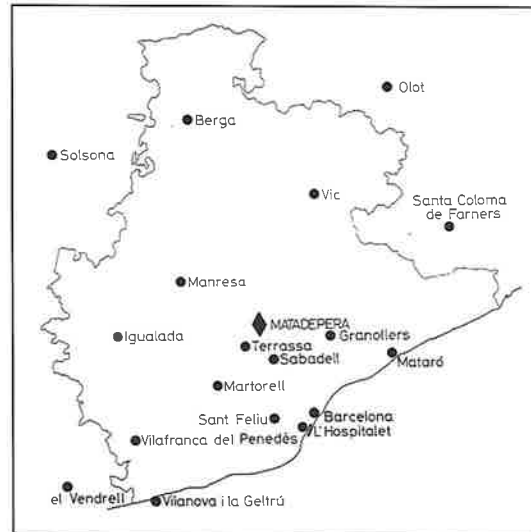 Olot
Berga
Solsona
Vic
Santa Coloma
de Farners
Manresa
MATADEPERA
Igualada
Granollers
Terrassa
Sabadell
Mataró
Martorell
Sant Feliu
Barcelona
L'Hospitalet
Vilafranca del Penedès
el Vendrell
Vilanova i la Geltrú